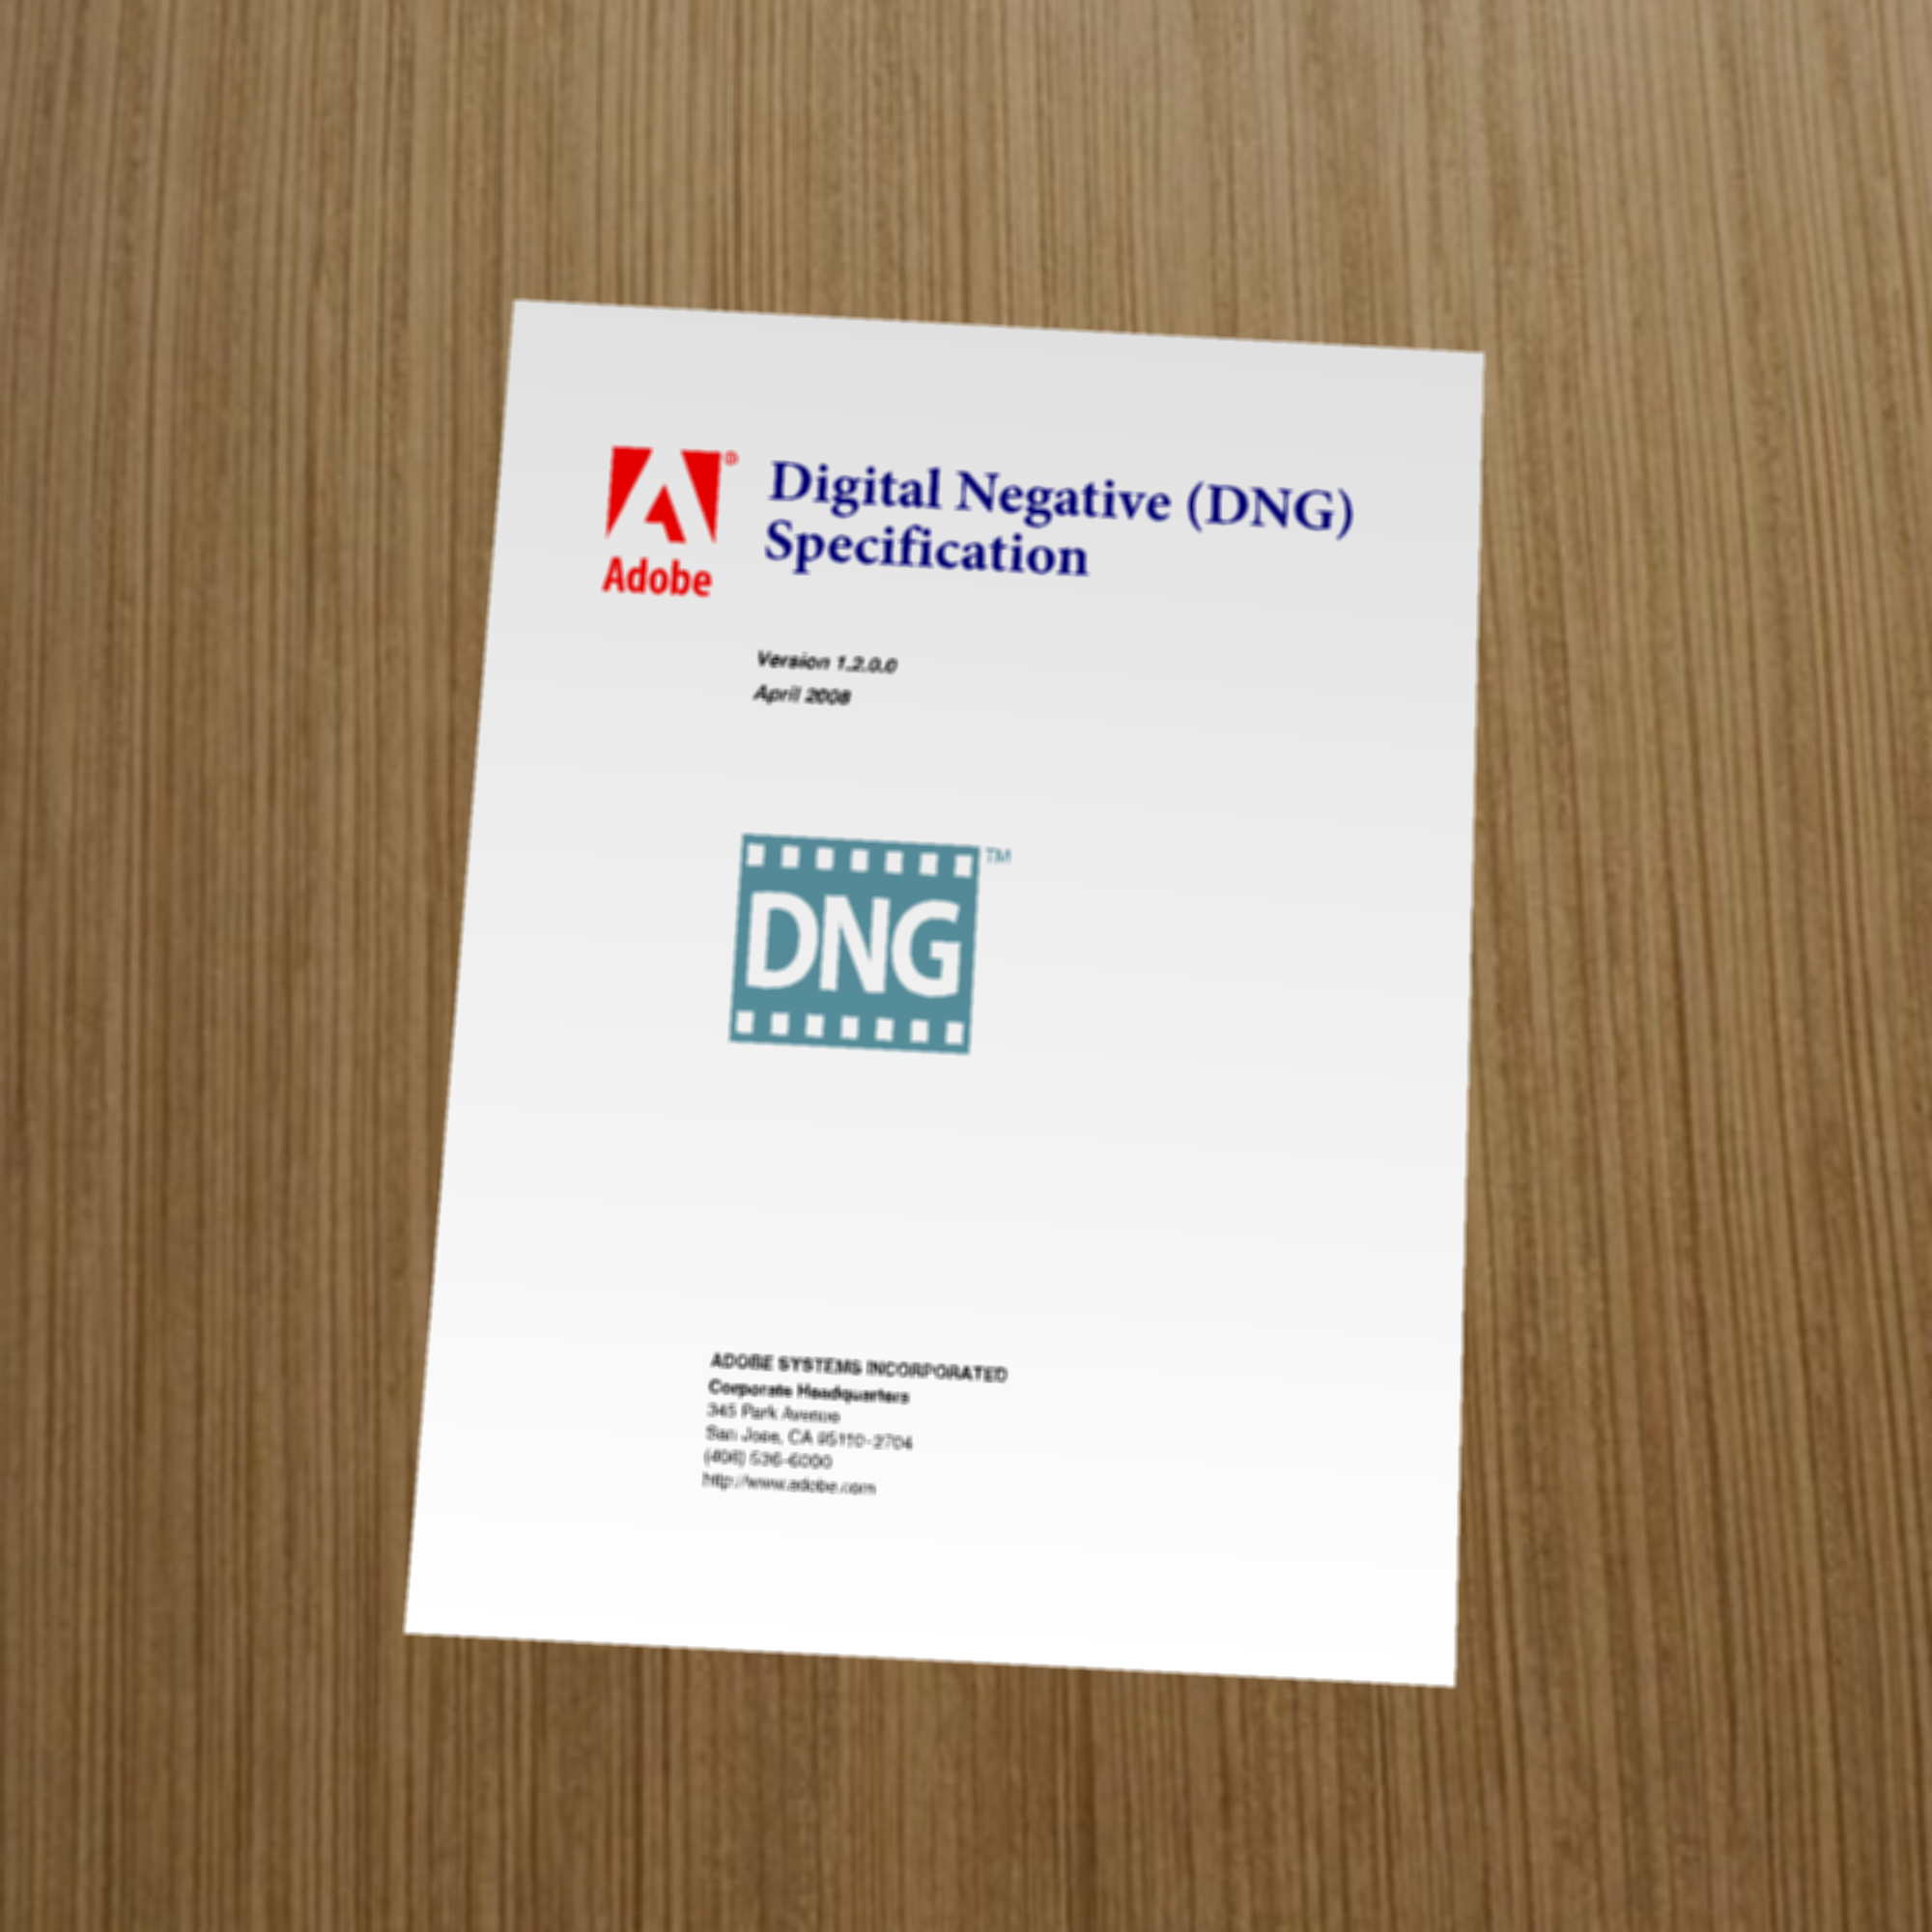 Adobe®
Digital Negative (DNG)
Specification
Version 1.2.0.0
April 2008
DNG™
ADOBE SYSTEMS INCORPORATED
Corporate Headquarters
345 Park Avenue
San Jose, CA 95110-2704
(408) 536-6000
http://www.adobe.com